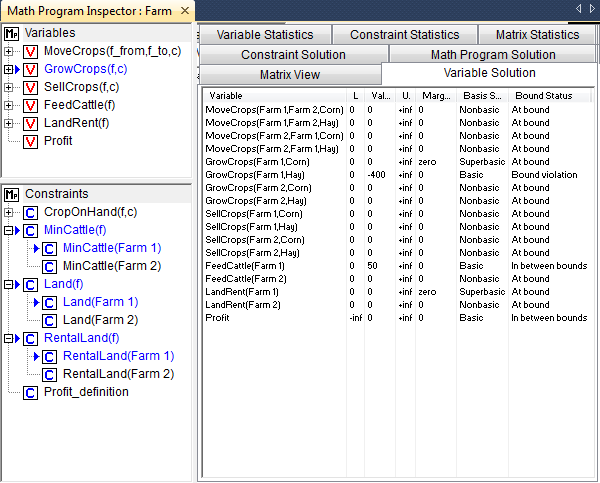 Math Program Inspector : Farm ×
Mp Variables
V MoveCrops(f_from,f_to,c)
V GrowCrops(f,c)
V SellCrops(f,c)
V FeedCattle(f)
V LandRent(f)
V Profit
Mp Constraints
C CropOnHand(f,c)
C MinCattle(f)
C MinCattle(Farm 1)
C MinCattle(Farm 2)
C Land(f)
C Land(Farm 1)
C Land(Farm 2)
C RentalLand(f)
C RentalLand(Farm 1)
C RentalLand(Farm 2)
C Profit_definition
Variable Statistics Constraint Statistics Matrix Statistics
Constraint Solution Math Program Solution
Matrix View Variable Solution
Variable L Val... U. Marg... Basis S... Bound Status
MoveCrops(Farm 1,Farm 2,Corn) 0 0 +inf 0 Nonbasic At bound
MoveCrops(Farm 1,Farm 2,Hay) 0 0 +inf 0 Nonbasic At bound
MoveCrops(Farm 2,Farm 1,Corn) 0 0 +inf 0 Nonbasic At bound
MoveCrops(Farm 2,Farm 1,Hay) 0 0 +inf 0 Nonbasic At bound
GrowCrops(Farm 1,Corn) 0 0 +inf zero Superbasic At bound
GrowCrops(Farm 1,Hay) 0 -400 +inf 0 Basic Bound violation
GrowCrops(Farm 2,Corn) 0 0 +inf 0 Nonbasic At bound
GrowCrops(Farm 2,Hay) 0 0 +inf 0 Nonbasic At bound
SellCrops(Farm 1,Corn) 0 0 +inf 0 Nonbasic At bound
SellCrops(Farm 1,Hay) 0 0 +inf 0 Nonbasic At bound
SellCrops(Farm 2,Corn) 0 0 +inf 0 Nonbasic At bound
SellCrops(Farm 2,Hay) 0 0 +inf 0 Nonbasic At bound
FeedCattle(Farm 1) 0 50 +inf 0 Basic In between bounds
FeedCattle(Farm 2) 0 0 +inf 0 Nonbasic At bound
LandRent(Farm 1) 0 0 +inf zero Superbasic At bound
LandRent(Farm 2) 0 0 +inf 0 Nonbasic At bound
Profit -inf 0 +inf 0 Basic In between bounds